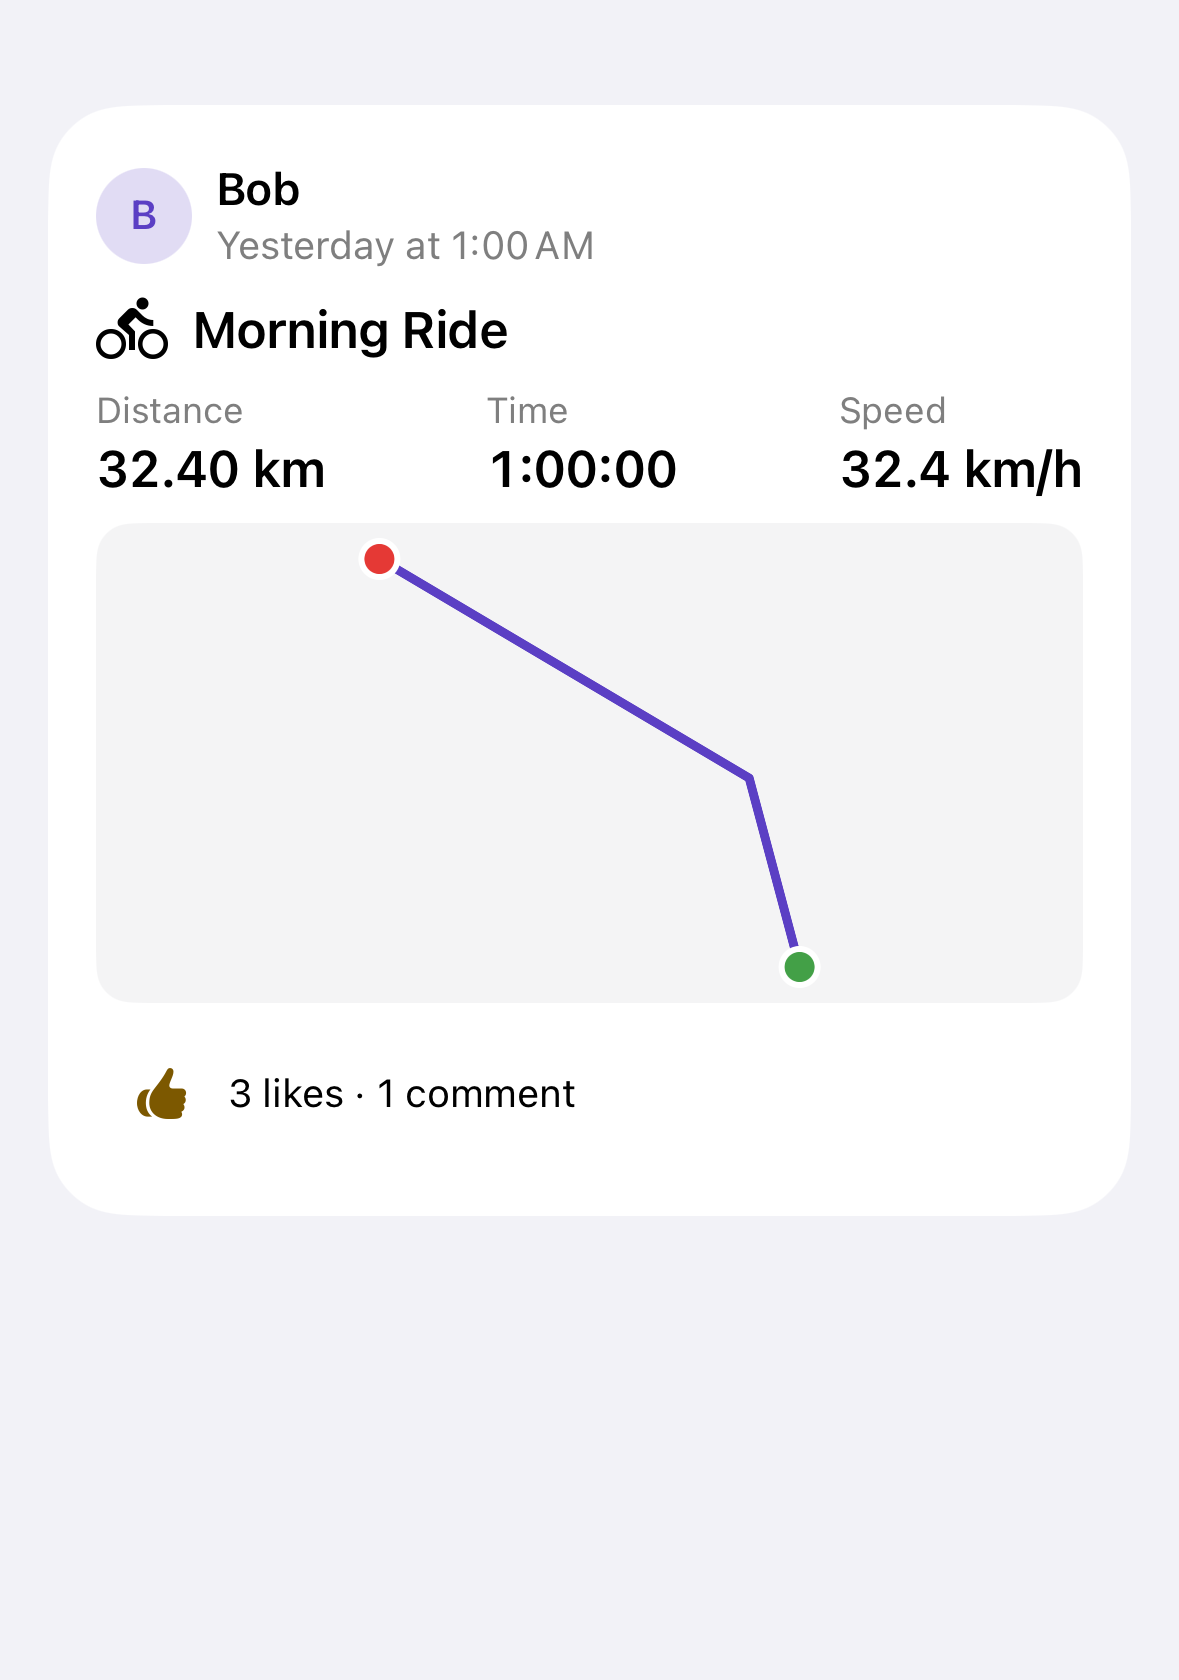 B
Bob
Yesterday at 1:00 AM
Morning Ride
Distance Time Speed
32.40 km 1:00:00 32.4 km/h
3 likes · 1 comment